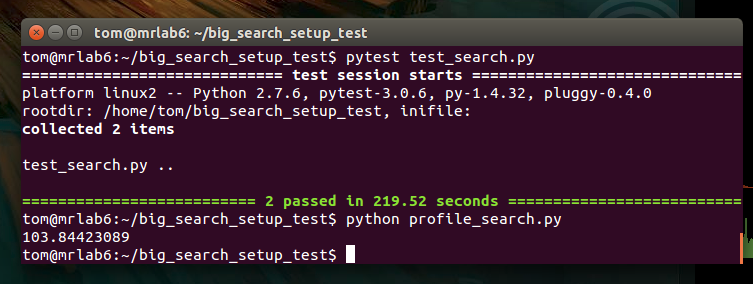 tom@mrlab6: ~/big_search_setup_test
tom@mrlab6:~/big_search_setup_test$ pytest test_search.py
============================= test session starts ==============================
platform linux2 -- Python 2.7.6, pytest-3.0.6, py-1.4.32, pluggy-0.4.0
rootdir: /home/tom/big_search_setup_test, inifile:
collected 2 items
test_search.py ..
========================== 2 passed in 219.52 seconds ==========================
tom@mrlab6:~/big_search_setup_test$ python profile_search.py
103.84423089
tom@mrlab6:~/big_search_setup_test$